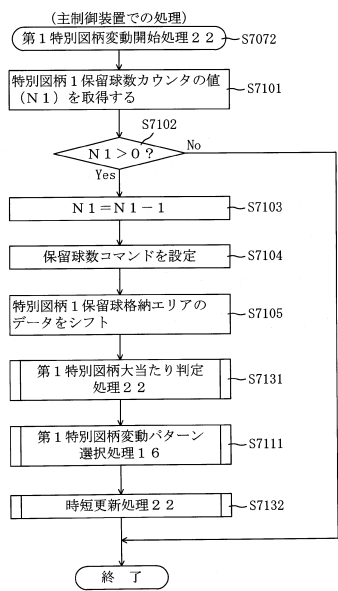 (主制御装置での処理)
第1特別図柄変動開始処理22
S7072
特別図柄1保留球数カウンタの値
(N1)を取得する
S7101
S7102
N1>0?
No
Yes
N1=N1-1
S7103
保留球数コマンドを設定
S7104
特別図柄1保留球格納エリアの
データをシフト
S7105
第1特別図柄大当たり判定
処理22
S7131
第1特別図柄変動パターン
選択処理16
S7111
時短更新処理22
S7132
終 了